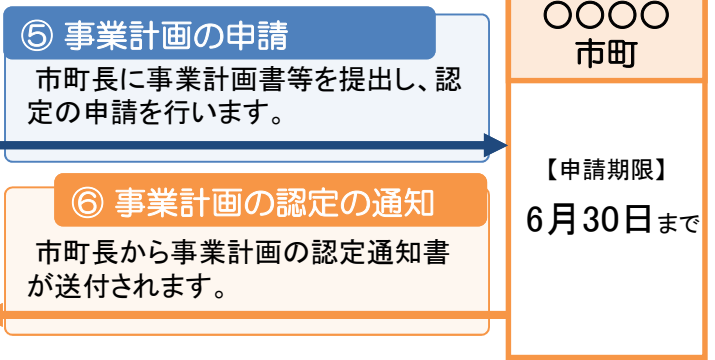 ⑤ 事業計画の申請
市町長に事業計画書等を提出し、認
定の申請を行います。
⑥ 事業計画の認定の通知
市町長から事業計画の認定通知書
が送付されます。
〇〇〇〇
市町
【申請期限】
6月30日まで